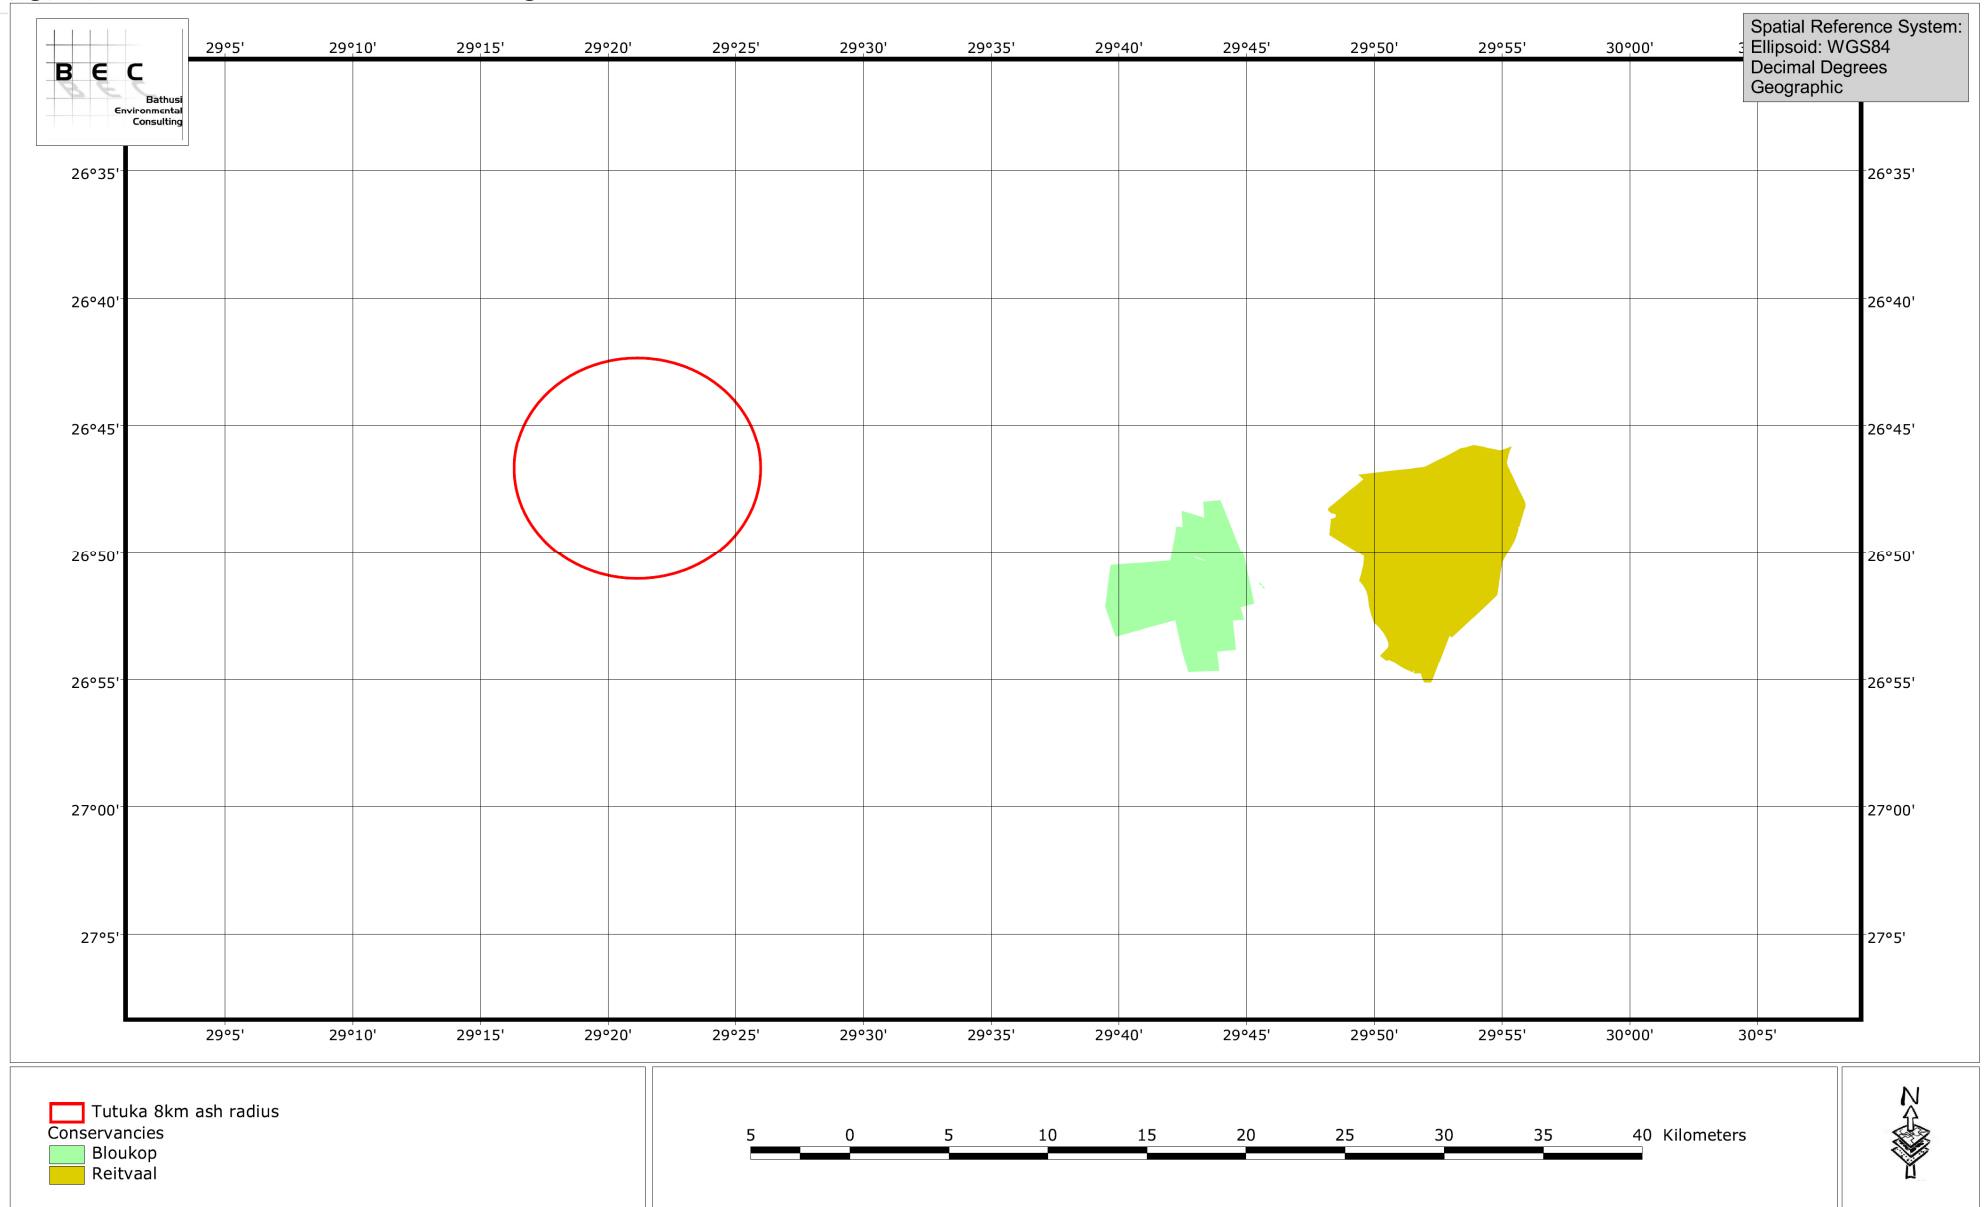 B E C
Bathusi
Environmental
Consulting
Spatial Reference System:
Ellipsoid: WGS84
Decimal Degrees
Geographic
29°5' 29°10' 29°15' 29°20' 29°25' 29°30' 29°35' 29°40' 29°45' 29°50' 29°55' 30°00'
26°35' 26°35'
26°40' 26°40'
26°45' 26°45'
26°50' 26°50'
26°55' 26°55'
27°00' 27°00'
27°5' 27°5'
29°5' 29°10' 29°15' 29°20' 29°25' 29°30' 29°35' 29°40' 29°45' 29°50' 29°55' 30°00' 30°5'
Tutuka 8km ash radius
Conservancies
Bloukop
Reitvaal
5 0 5 10 15 20 25 30 35 40 Kilometers
N